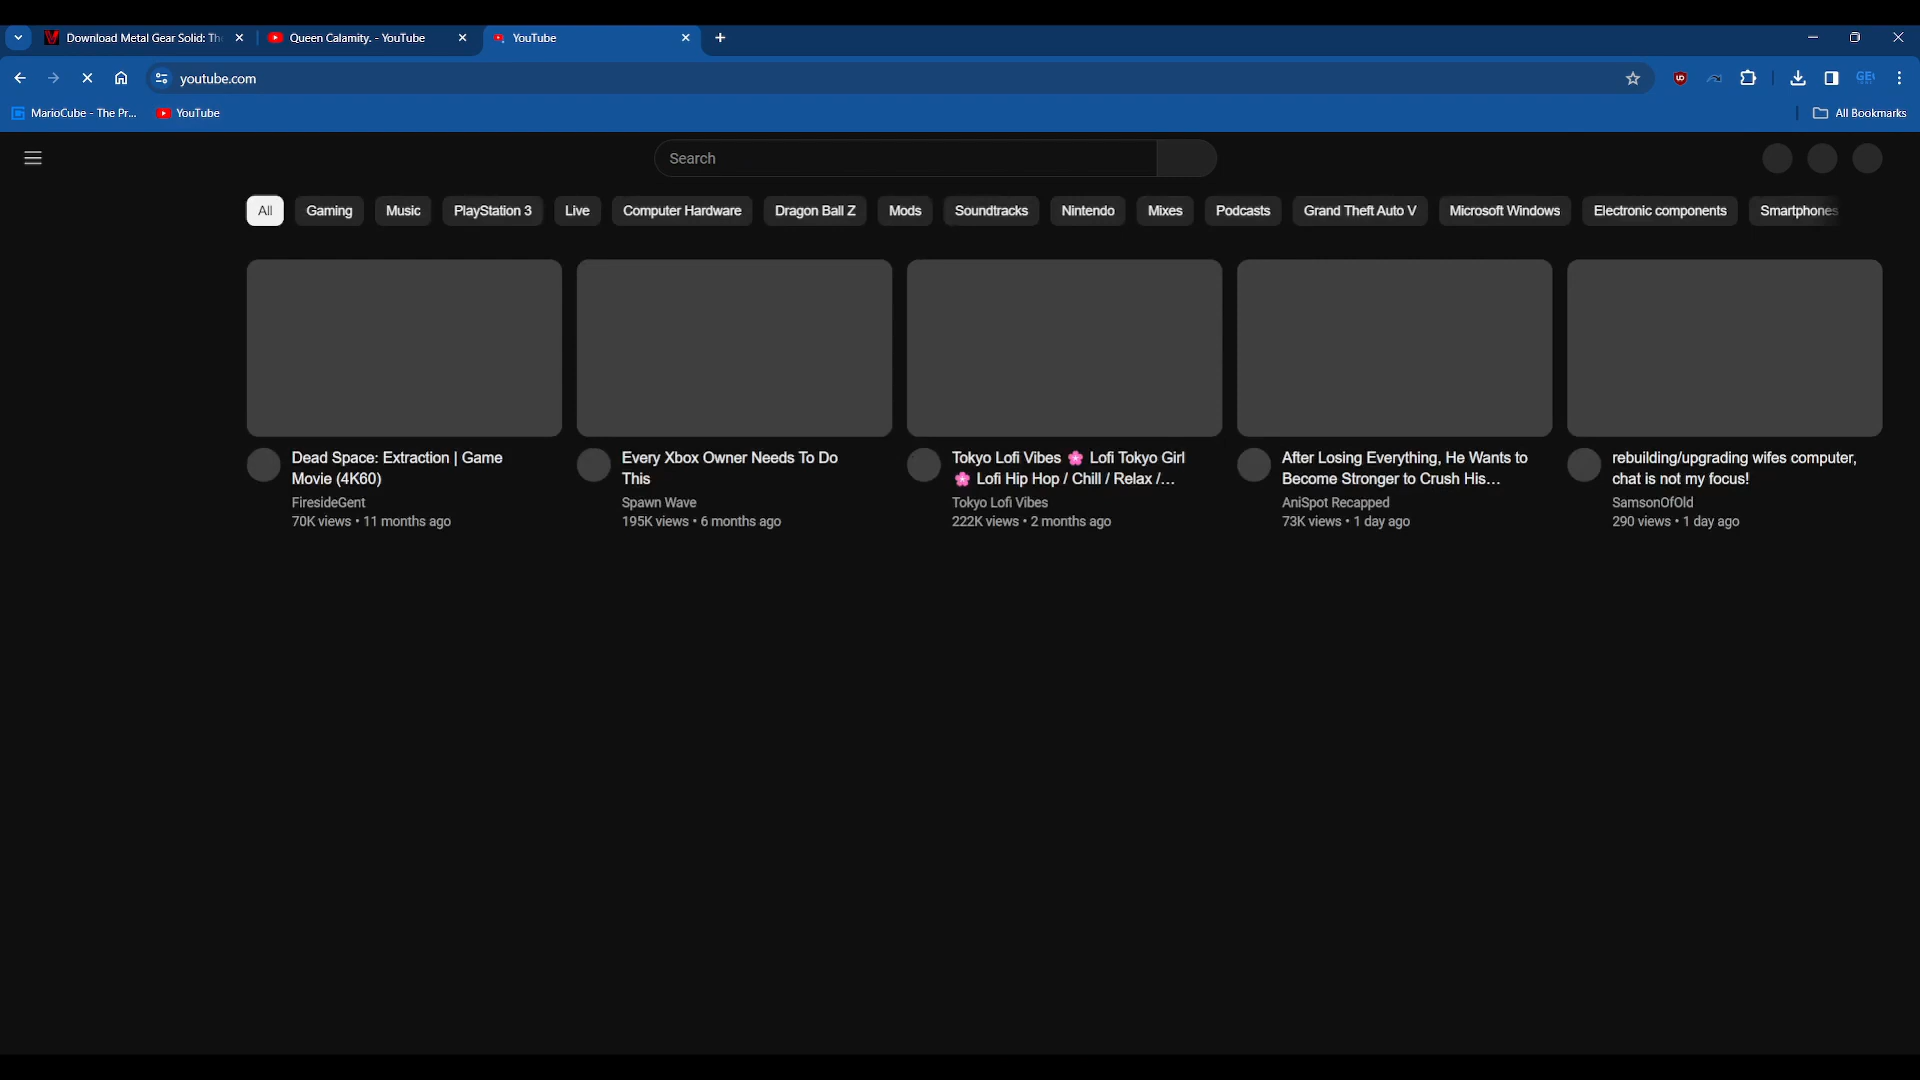 Download Metal Gear Solid: Th
Queen Calamity. - YouTube
YouTube
youtube.com
MarioCube - The Pr...
YouTube
All Bookmarks
Search
All
Gaming
Music
PlayStation 3
Live
Computer Hardware
Dragon Ball Z
Mods
Soundtracks
Nintendo
Mixes
Podcasts
Grand Theft Auto V
Microsoft Windows
Electronic components
Smartphones
Dead Space: Extraction | Game
Movie (4K60)
FiresideGent
70K views • 11 months ago
Every Xbox Owner Needs To Do
This
Spawn Wave
195K views • 6 months ago
Tokyo Lofi Vibes 🌸 Lofi Tokyo Girl
🌸 Lofi Hip Hop / Chill / Relax /...
Tokyo Lofi Vibes
222K views • 2 months ago
After Losing Everything, He Wants to
Become Stronger to Crush His...
AniSpot Recapped
73K views • 1 day ago
rebuilding/upgrading wifes computer,
chat is not my focus!
SamsonOfOld
290 views • 1 day ago